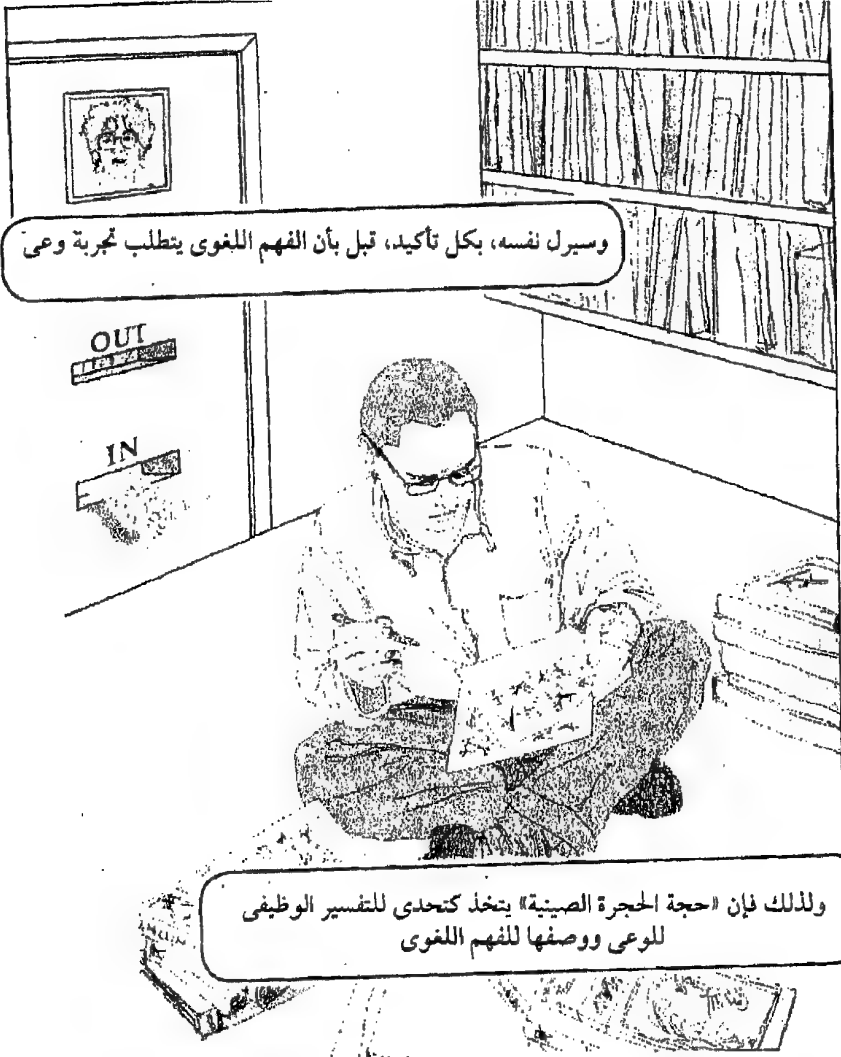 وسيرل نفسه، بكل تأكيد، قبل بأن الفهم اللغوى يتطلب تجربة وعى
OUT
IN
ولذلك فإن «حجة الحجرة الصينية» يتخذ كتحدى للتفسير الوظيفى
للوعى ووصفها للفهم اللغوى